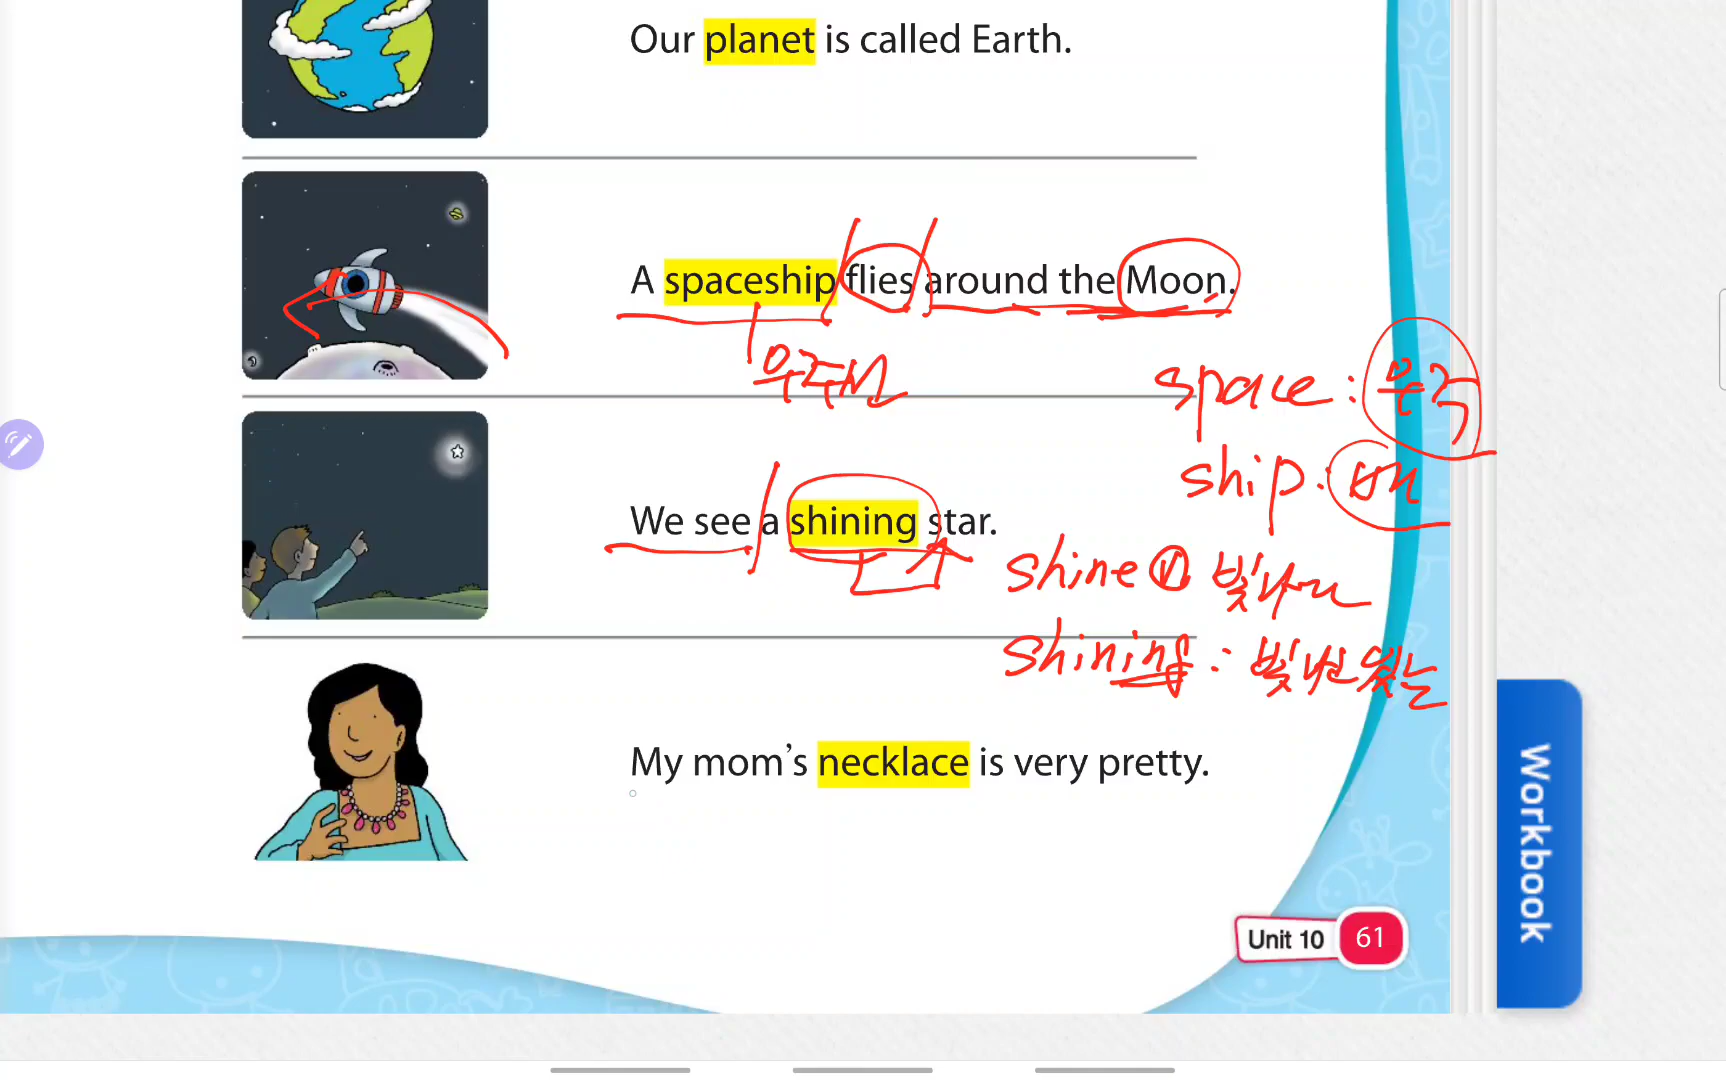 Our planet is called Earth.
A spaceship flies around the Moon.
우주선
space : 우주
ship : 배
We see a shining star.
shine ⓥ 빛나다
shining : 빛나고 있는
My mom's necklace is very pretty.
Workbook
Unit 10 61